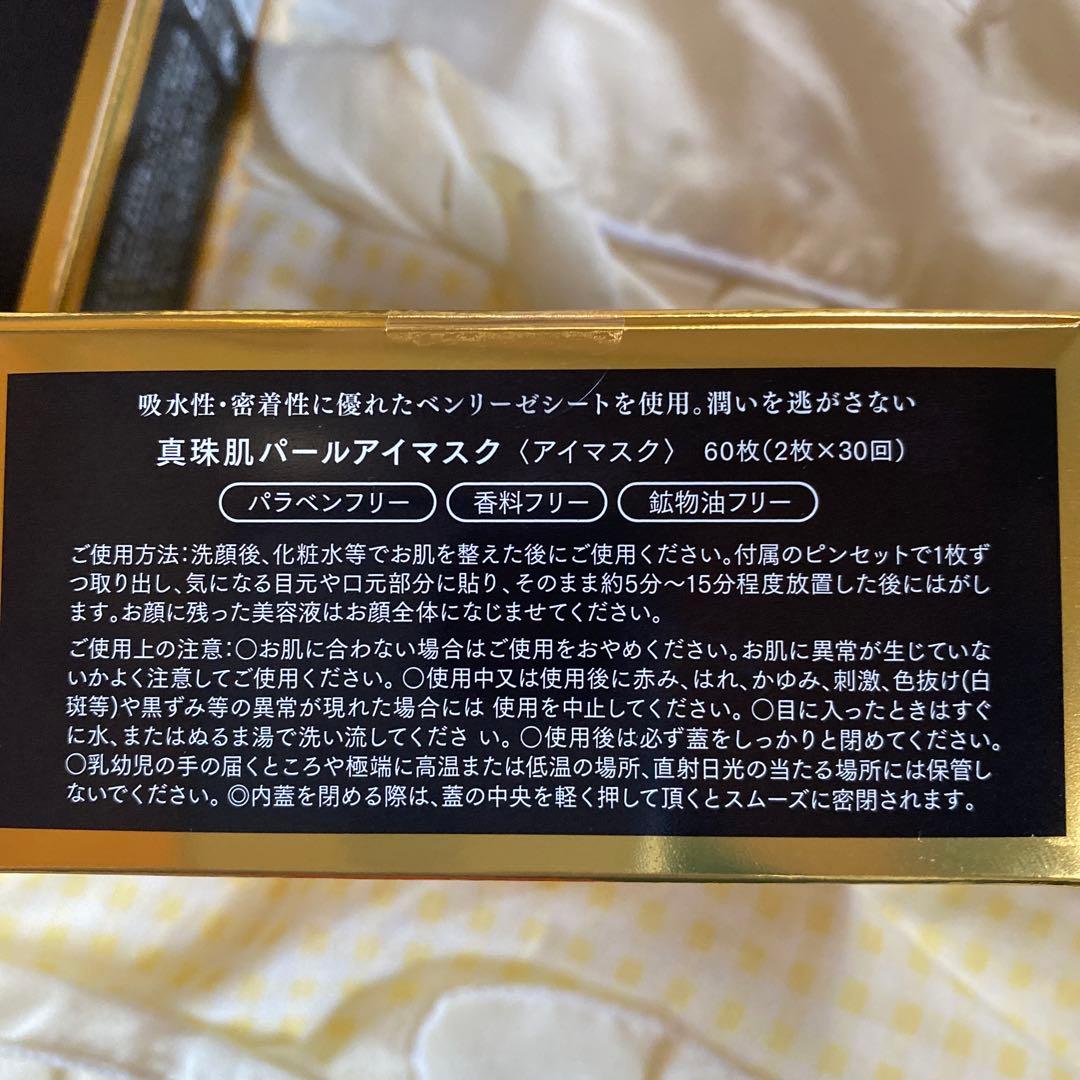 吸水性・密着性に優れたベンリーゼシートを使用。潤いを逃がさない
真珠肌パールアイマスク〈アイマスク〉 60枚(2枚×30回)
パラベンフリー 香料フリー 鉱物油フリー
ご使用方法:洗顔後、化粧水等でお肌を整えた後にご使用ください。付属のピンセットで1枚ず
つ取り出し、気になる目元や口元部分に貼り、そのまま約5分〜15分程度放置した後にはがし
ます。お顔に残った美容液はお顔全体になじませてください。
ご使用上の注意:〇お肌に合わない場合はご使用をおやめください。お肌に異常が生じていな
いかよく注意してご使用ください。〇使用中又は使用後に赤み、はれ、かゆみ、刺激、色抜け(白
斑等)や黒ずみ等の異常が現れた場合には 使用を中止してください。〇目に入ったときはすぐ
に水、またはぬるま湯で洗い流してくださ い。〇使用後は必ず蓋をしっかりと閉めてください。
〇乳幼児の手の届くところや極端に高温または低温の場所、直射日光の当たる場所には保管し
ないでください。◎内蓋を閉める際は、蓋の中央を軽く押して頂くとスムーズに密閉されます。